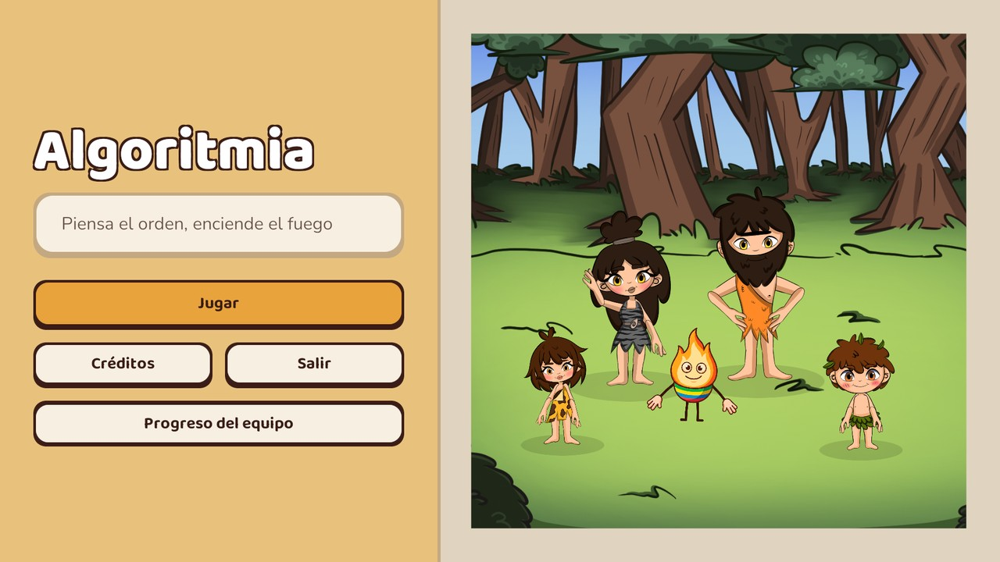 Algoritmia
Piensa el orden, enciende el fuego
Jugar
Créditos
Salir
Progreso del equipo